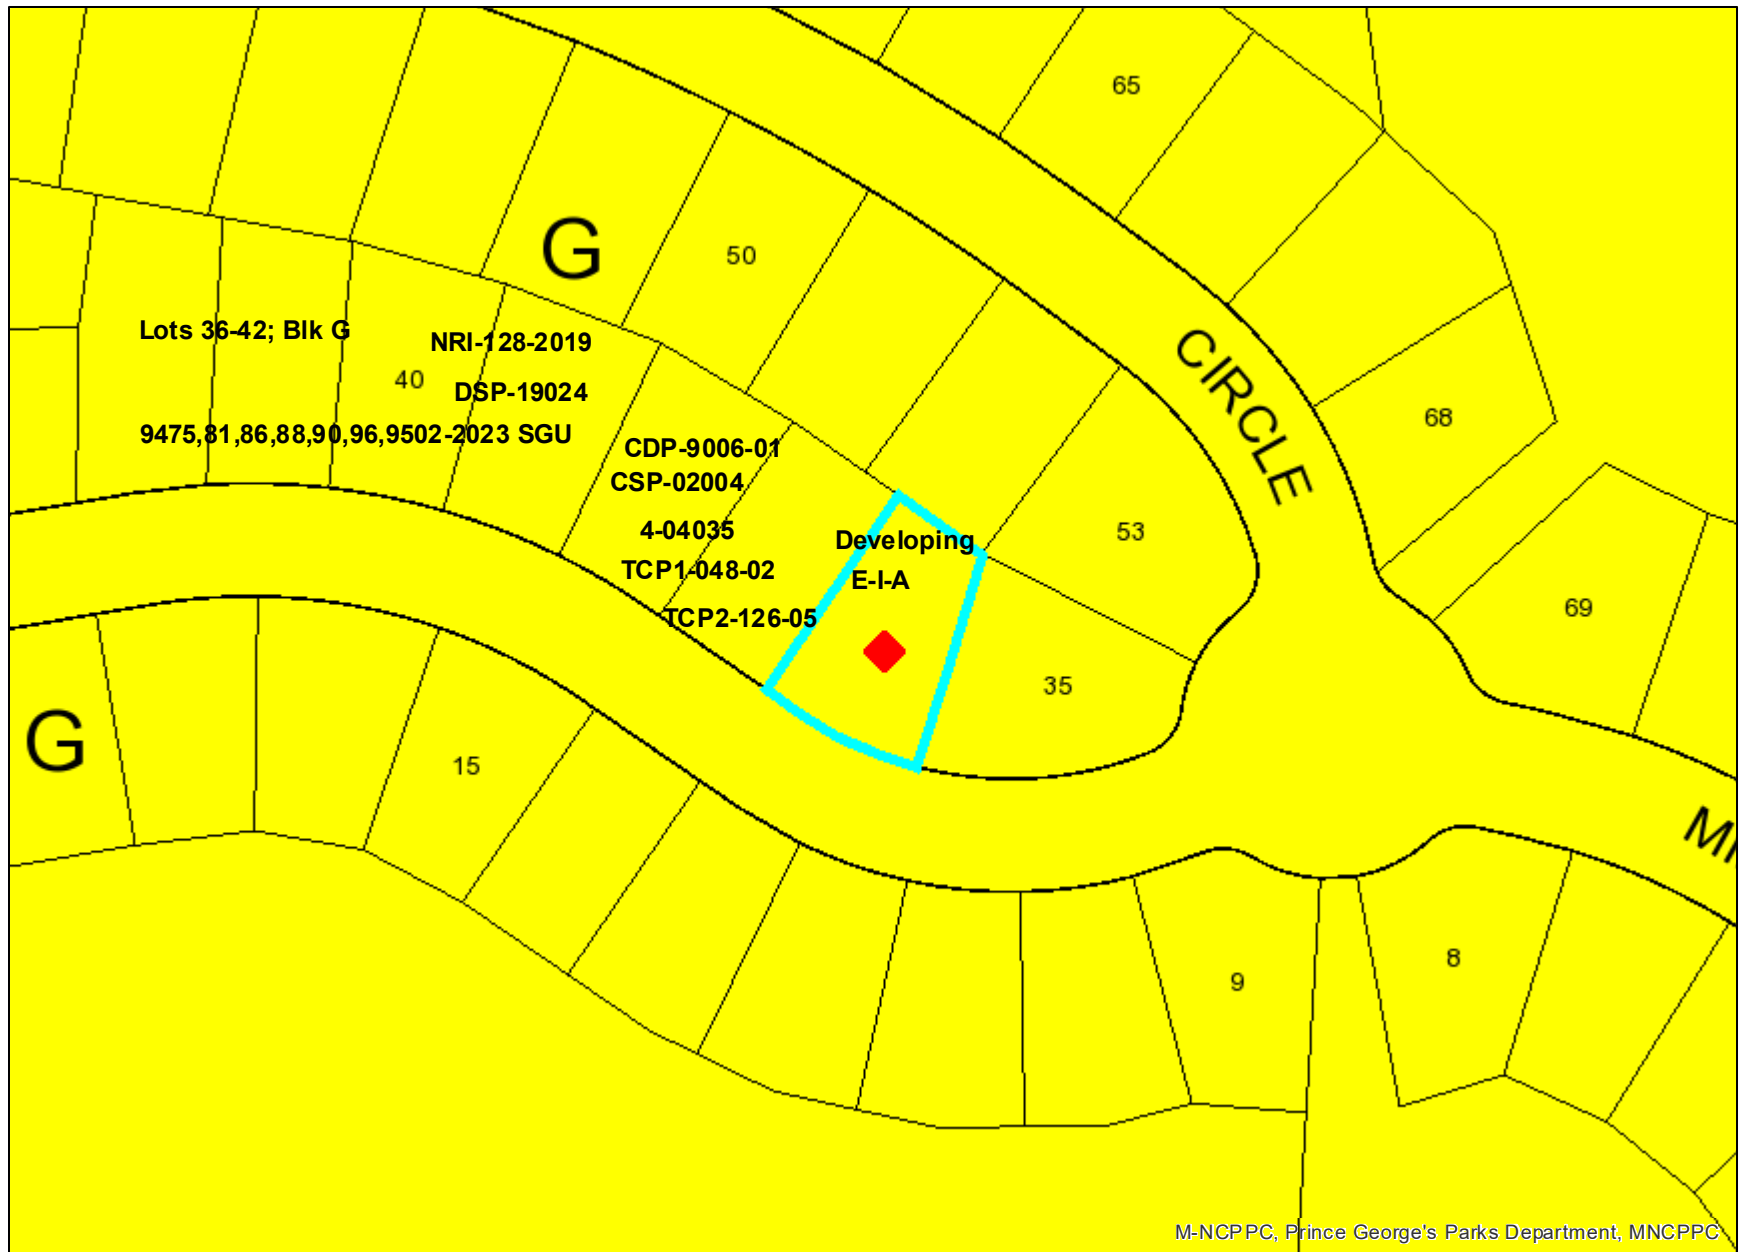 65
G
50
CIRCLE
Lots 36-42; Blk G
NRI-128-2019
40
DSP-19024
68
9475,81,86,88,90,96,9502-2023 SGU
CDP-9006-01
CSP-02004
4-04035
Developing
53
TCP1-048-02
E-I-A
TCP2-126-05
69
35
G
15
MI
8
9
M-NCPPC, Prince George's Parks Department, MNCPPC